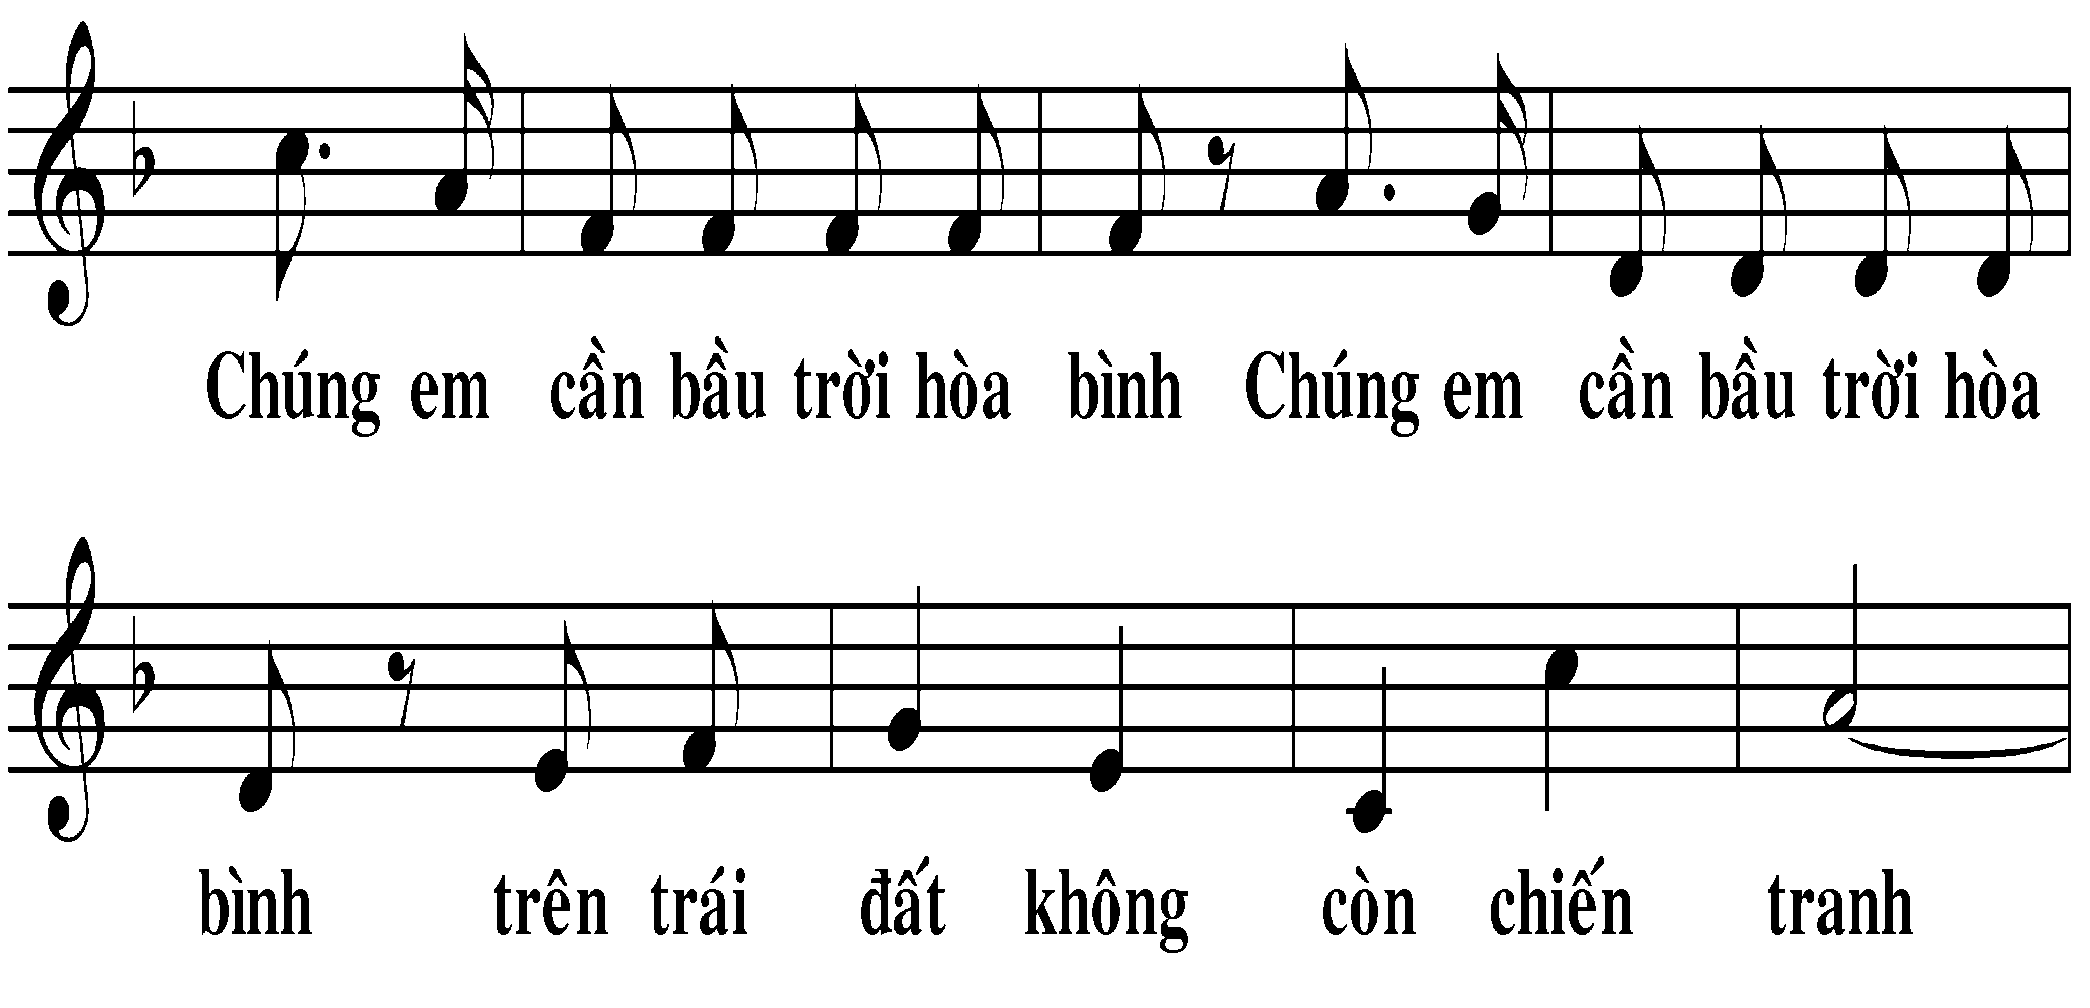 Chúng em cần bầu trời hòa bình Chúng em cần bầu trời hòa
bình trên trái đất không còn chiến tranh